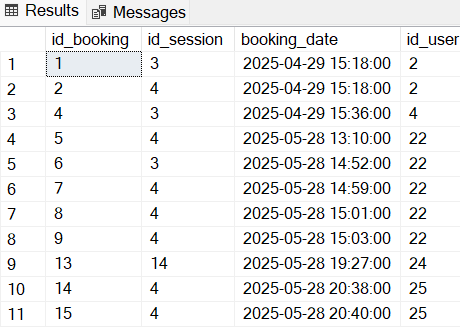 Results Messages
id_booking id_session booking_date id_user
1 1 3 2025-04-29 15:18:00 2
2 2 4 2025-04-29 15:18:00 2
3 4 3 2025-04-29 15:36:00 4
4 5 4 2025-05-28 13:10:00 22
5 6 3 2025-05-28 14:52:00 22
6 7 4 2025-05-28 14:59:00 22
7 8 4 2025-05-28 15:01:00 22
8 9 4 2025-05-28 15:03:00 22
9 13 14 2025-05-28 19:27:00 24
10 14 4 2025-05-28 20:38:00 25
11 15 4 2025-05-28 20:40:00 25